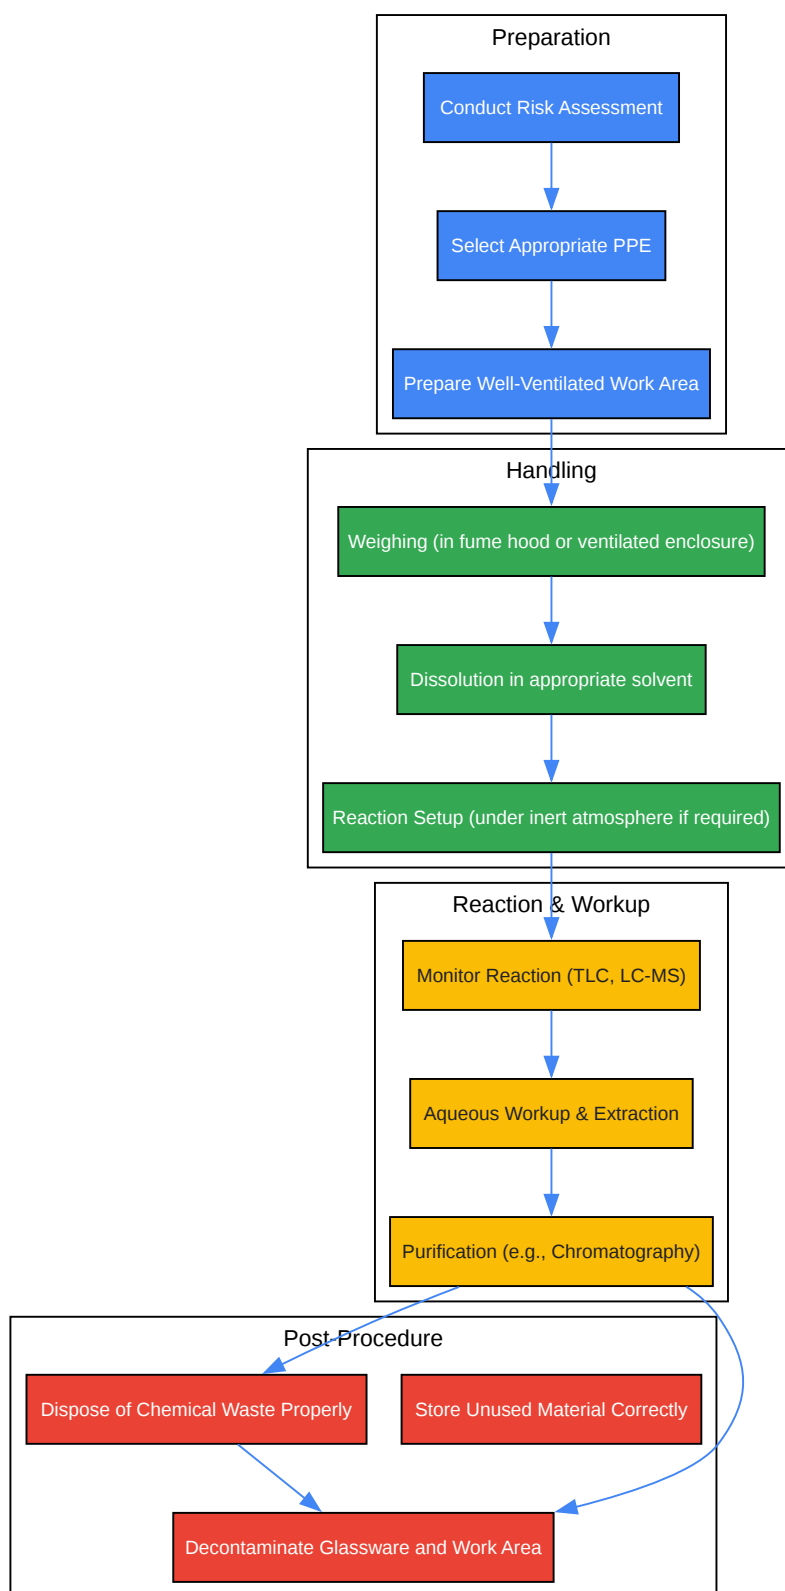 Preparation
Conduct Risk Assessment
Select Appropriate PPE
Prepare Well-Ventilated Work Area
Handling
Weighing (in fume hood or ventilated enclosure)
Dissolution in appropriate solvent
Reaction Setup (under inert atmosphere if required)
Reaction & Workup
Monitor Reaction (TLC, LC-MS)
Aqueous Workup & Extraction
Purification (e.g., Chromatography)
Post-Procedure
Dispose of Chemical Waste Properly
Store Unused Material Correctly
Decontaminate Glassware and Work Area